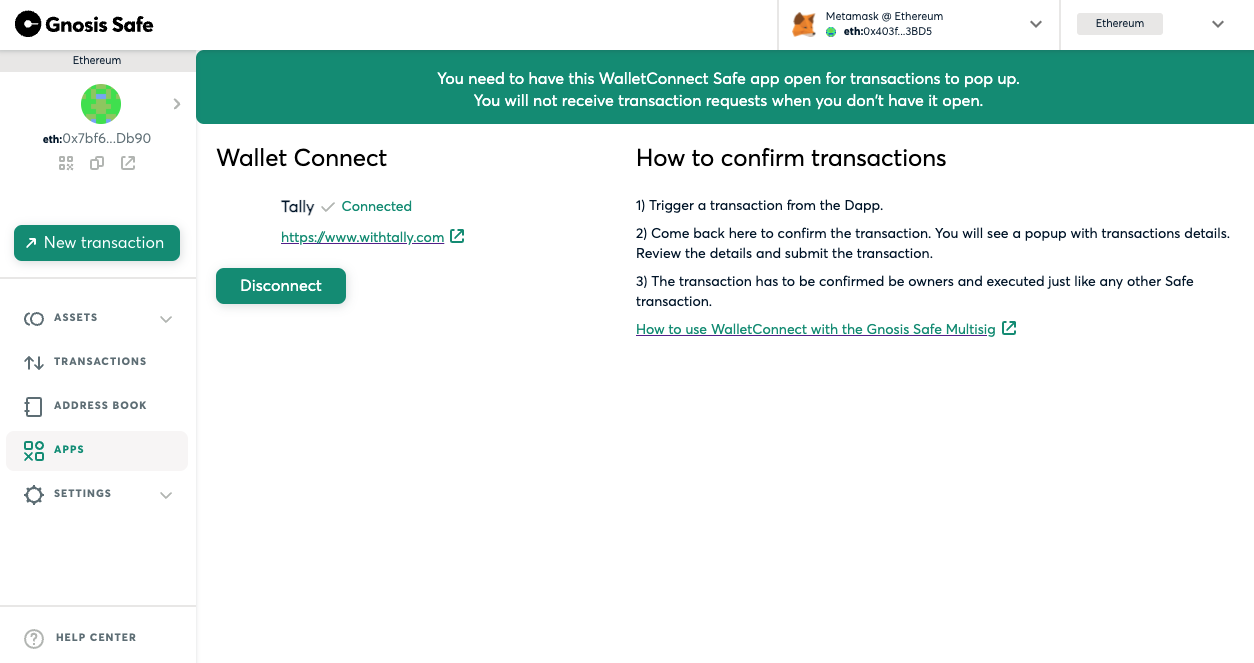 Gnosis Safe
Metamask @ Ethereum
eth:0x403f...3BD5
Ethereum
Ethereum
eth:0x7bf6...Db90
New transaction
ASSETS
TRANSACTIONS
ADDRESS BOOK
APPS
SETTINGS
HELP CENTER
You need to have this WalletConnect Safe app open for transactions to pop up.
You will not receive transaction requests when you don't have it open.
Wallet Connect
Tally Connected
https://www.withtally.com
Disconnect
How to confirm transactions
1) Trigger a transaction from the Dapp.
2) Come back here to confirm the transaction. You will see a popup with transactions details.
Review the details and submit the transaction.
3) The transaction has to be confirmed be owners and executed just like any other Safe
transaction.
How to use WalletConnect with the Gnosis Safe Multisig